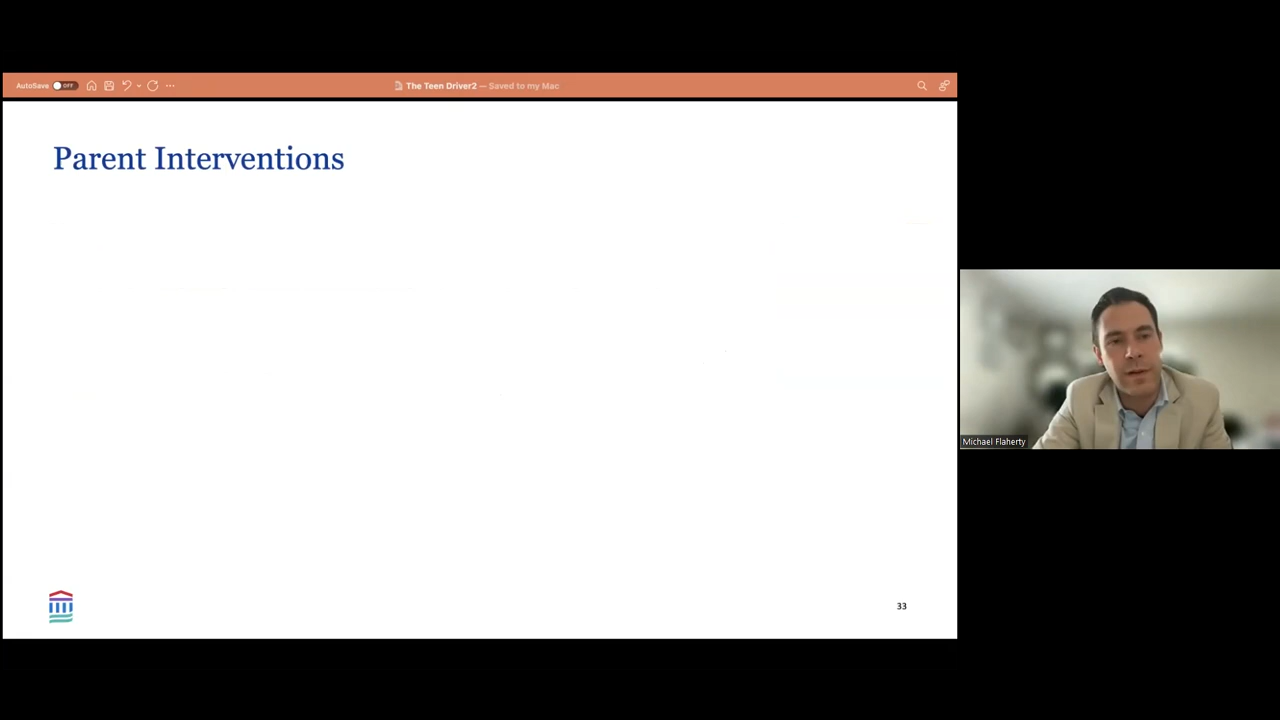 AutoSave OFF
The Teen Driver2 — Saved to my Mac
Parent Interventions
Michael Flaherty
33